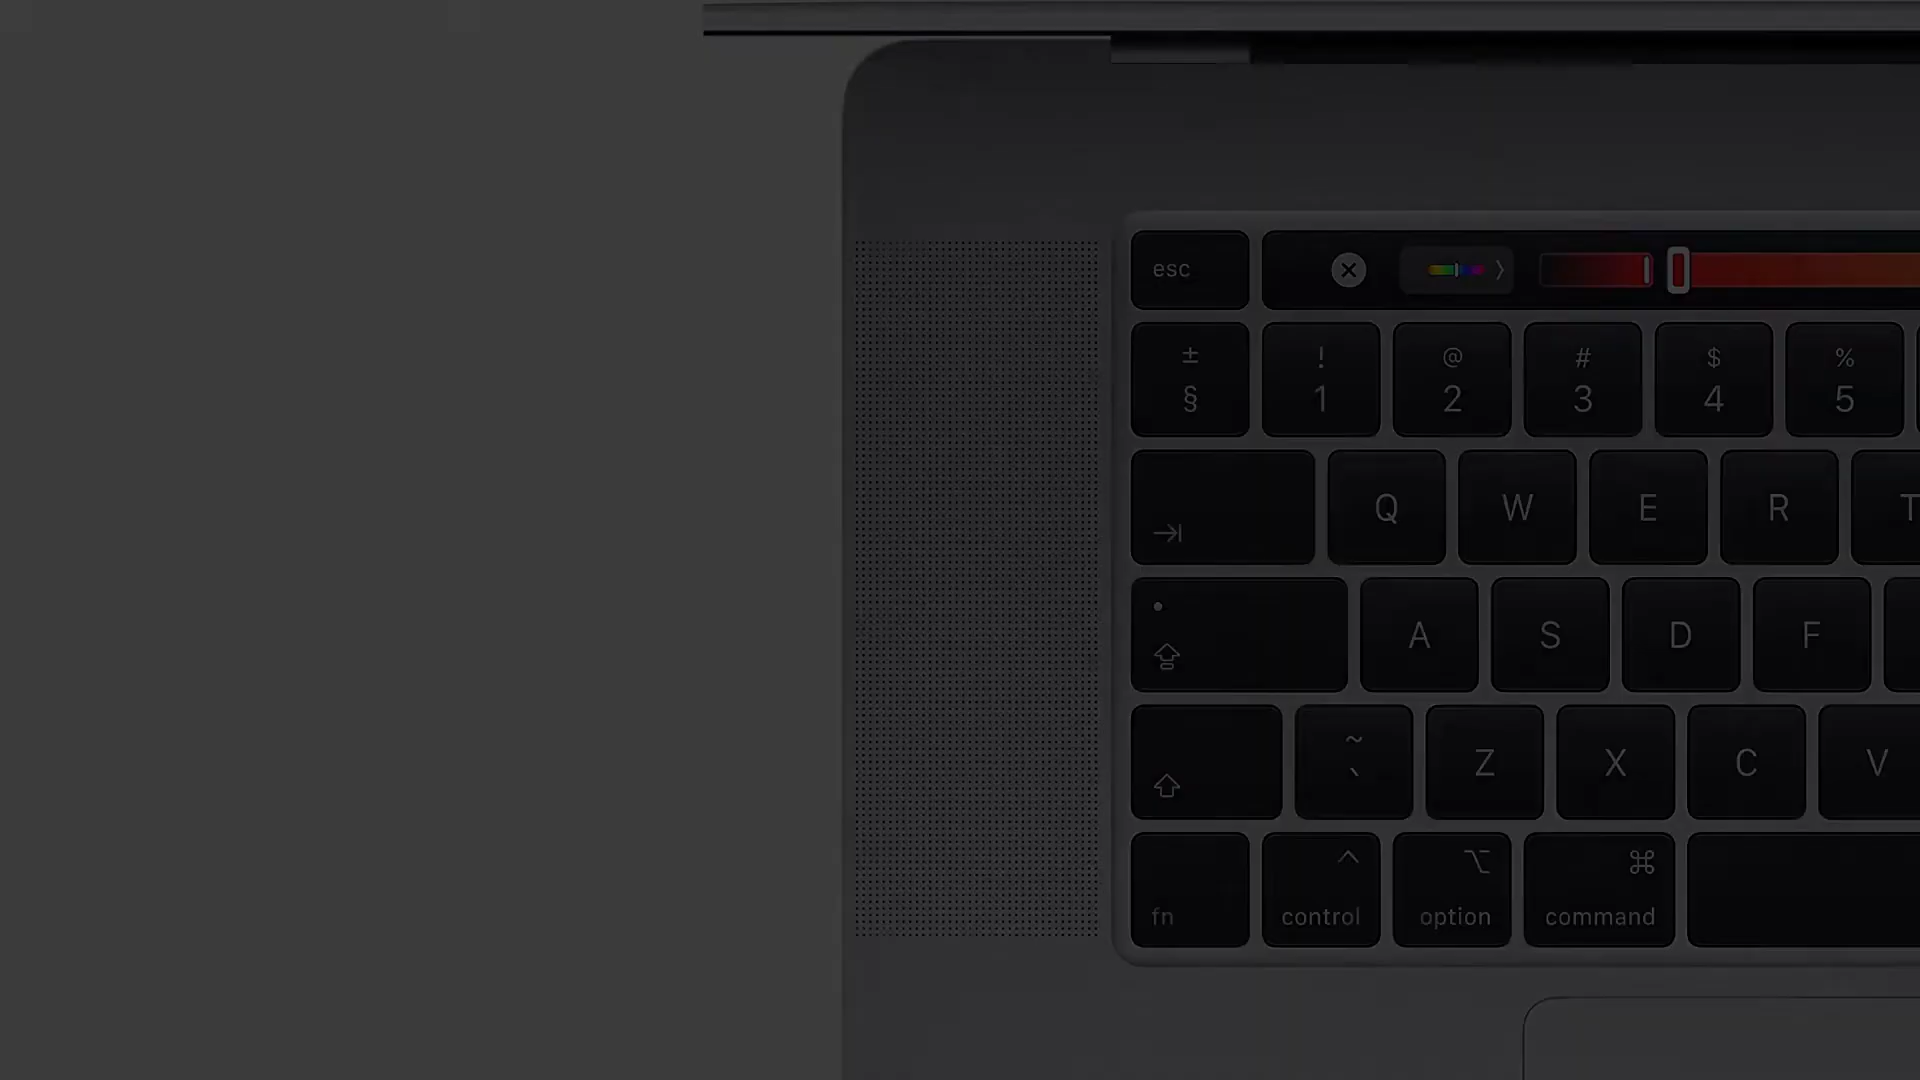 esc
± ! @ # $ %
§ 1 2 3 4 5
Q W E R T
A S D F
~
` Z X C V
fn control option command